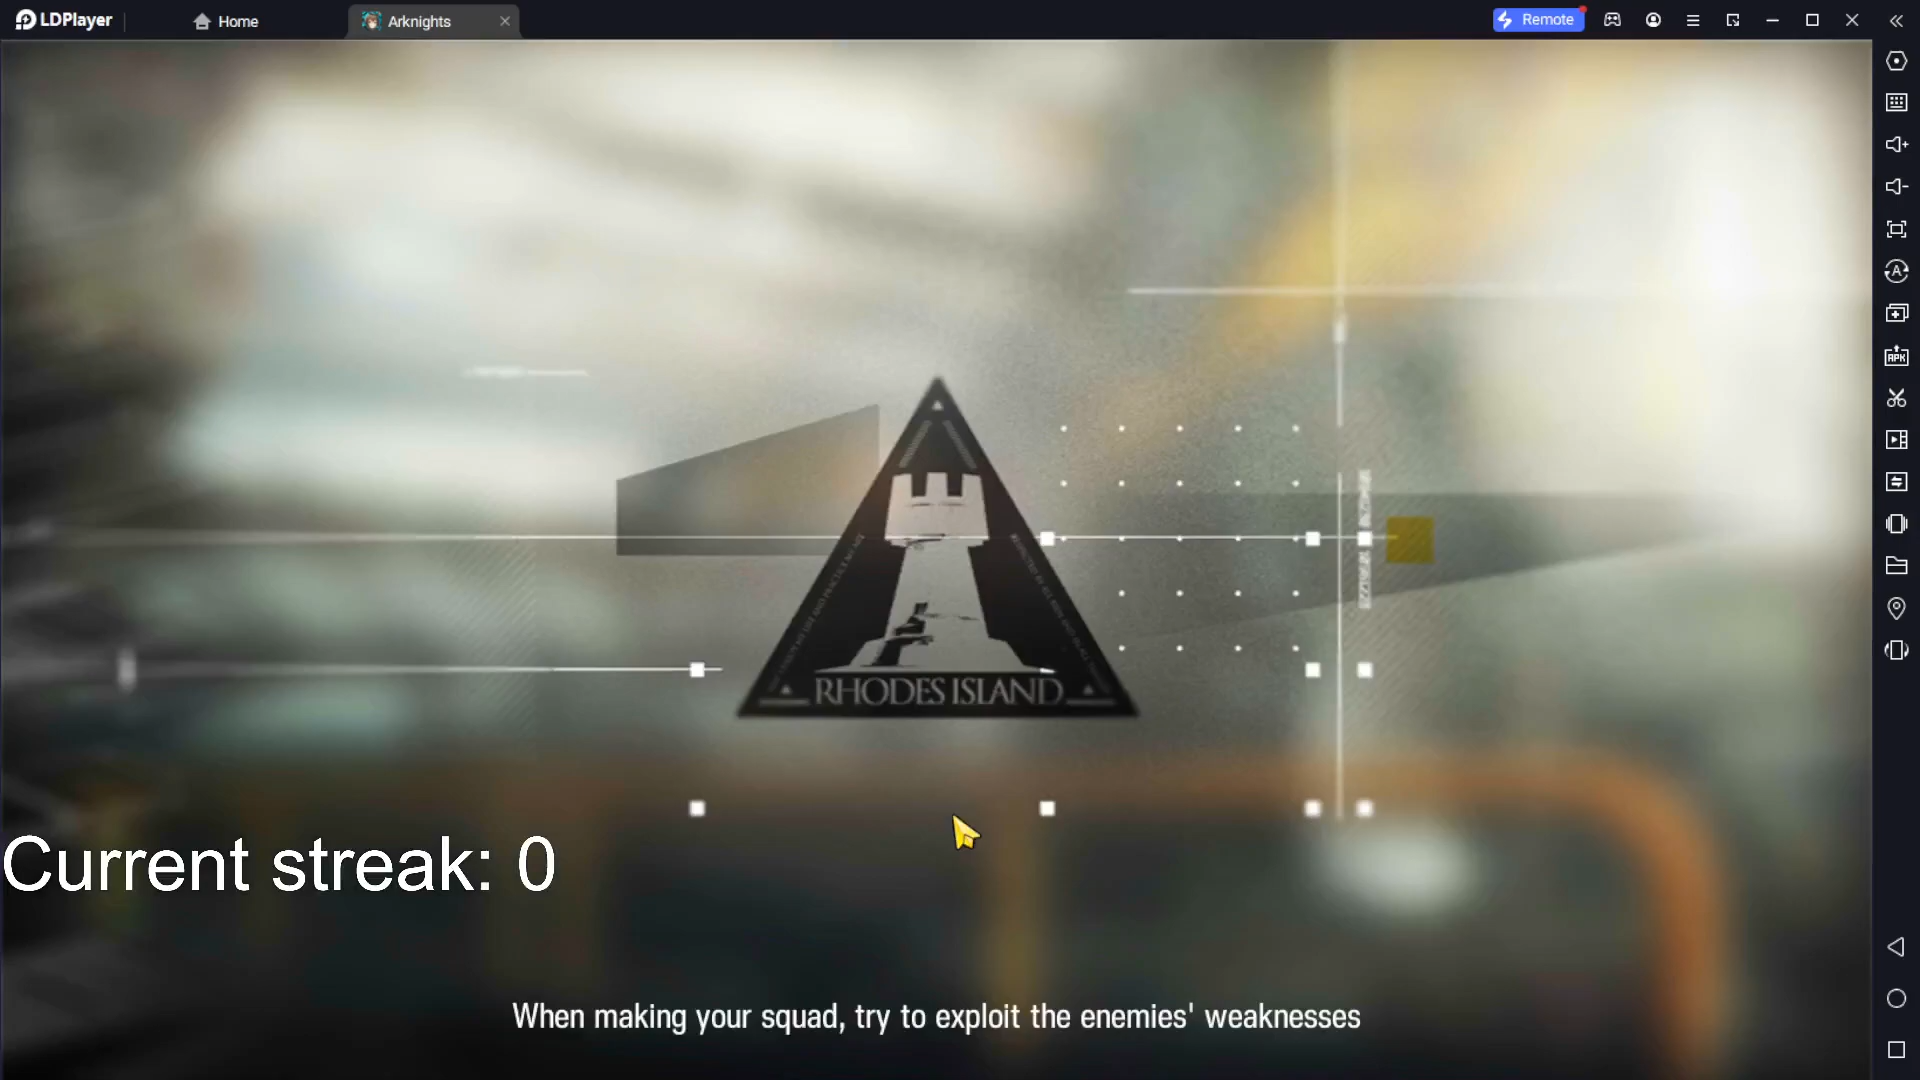 LDPlayer
Home
Arknights
Remote
A
APK
RHODES ISLAND
Current streak: 0
When making your squad, try to exploit the enemies' weaknesses